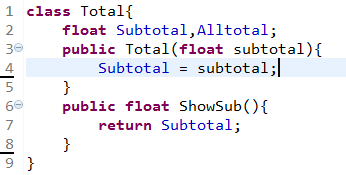 1 class Total{
2     float Subtotal,Alltotal;
3     public Total(float subtotal){
4         Subtotal = subtotal;
5     }
6     public float ShowSub(){
7         return Subtotal;
8     }
9 }